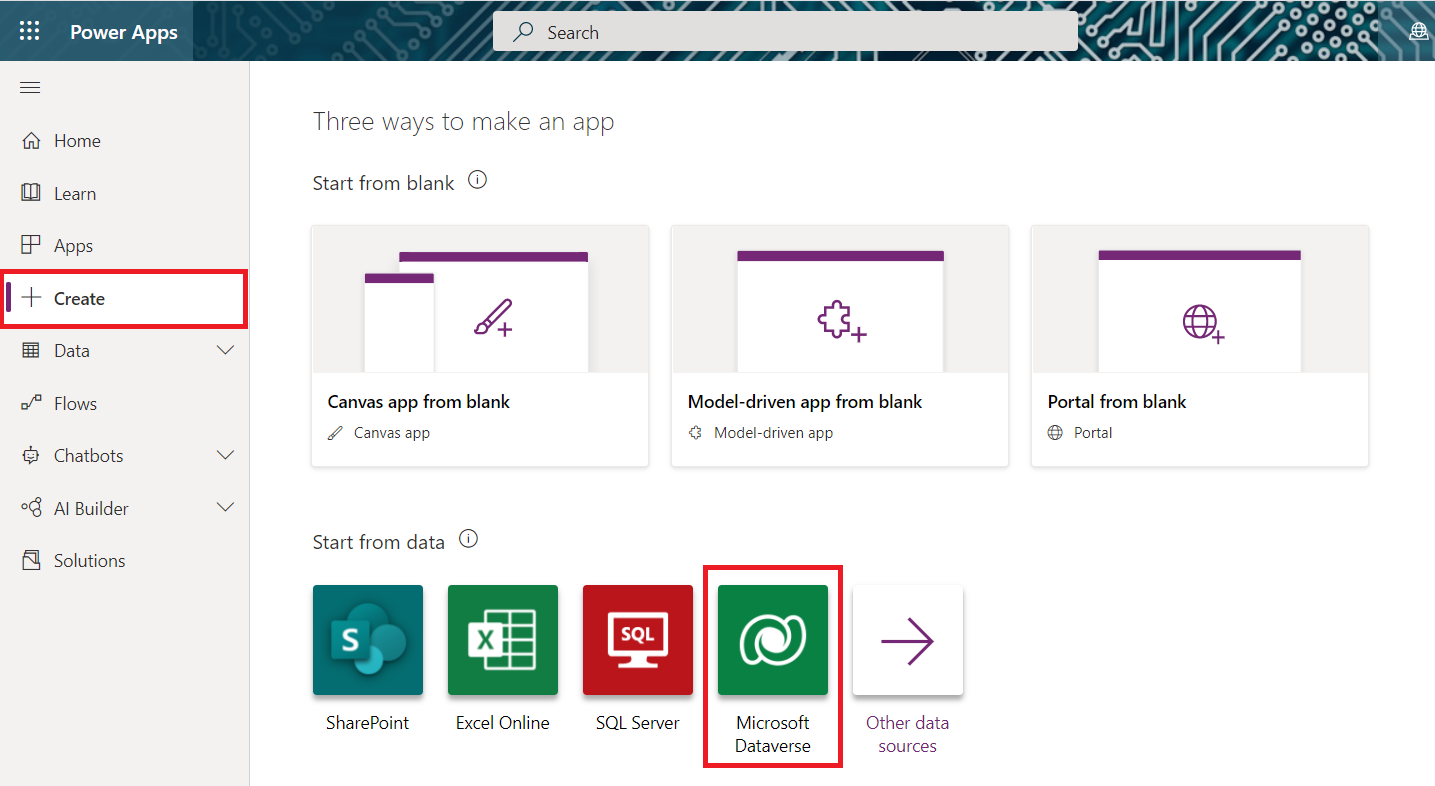 Power Apps
Search
Home
Learn
Apps
Create
Data
Flows
Chatbots
AI Builder
Solutions
Three ways to make an app
Start from blank
Canvas app from blank
Canvas app
Model-driven app from blank
Model-driven app
Portal from blank
Portal
Start from data
S
SharePoint
X
Excel Online
SQL
SQL Server
Microsoft
Dataverse
Other data
sources